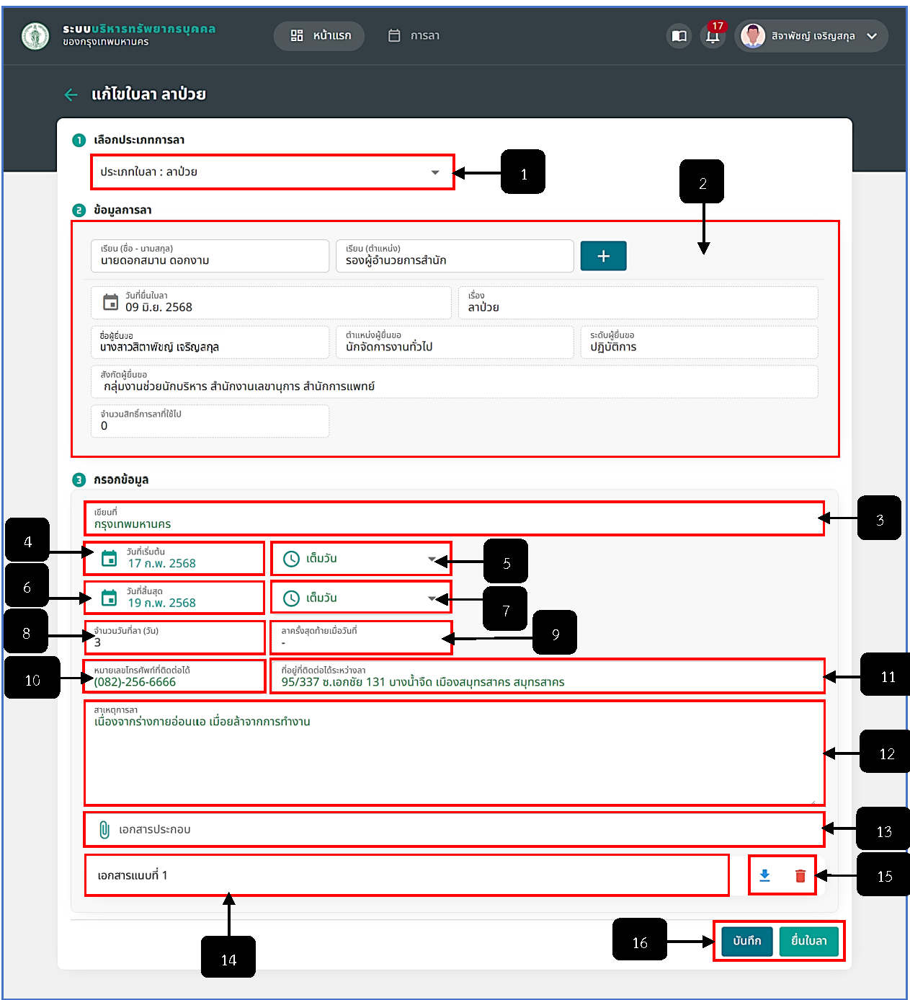 ระบบบริหารทรัพยากรบุคคล
ของกรุงเทพมหานคร
หน้าแรก
การลา
17
สิจาพัชญ์ เจริญสกุล
แก้ไขใบลา ลาป่วย
1 เลือกประเภทการลา
ประเภทใบลา : ลาป่วย
1
2
2 ข้อมูลการลา
เรียน (ชื่อ - นามสกุล)
นายดอกสมาน ดอกงาม
เรียน (ตำแหน่ง)
รองผู้อำนวยการสำนัก
+
วันที่ยื่นใบลา
09 มิ.ย. 2568
เรื่อง
ลาป่วย
ชื่อผู้ยื่นขอ
นางสาวสิตาพัชญ์ เจริญสกุล
ตำแหน่งผู้ยื่นขอ
นักจัดการงานทั่วไป
ระดับผู้ยื่นขอ
ปฏิบัติการ
สังกัดผู้ยื่นขอ
กลุ่มงานช่วยนักบริหาร สำนักงานเลขานุการ สำนักการแพทย์
จำนวนสิทธิ์การลาที่ใช้ไป
0
3 กรอกข้อมูล
เขียนที่
กรุงเทพมหานคร
3
4
วันที่เริ่มต้น
17 ก.พ. 2568
เต็มวัน
5
6
วันที่สิ้นสุด
19 ก.พ. 2568
เต็มวัน
7
8
จำนวนวันที่ลา (วัน)
3
ลาครั้งสุดท้ายเมื่อวันที่
-
9
10
หมายเลขโทรศัพท์ที่ติดต่อได้
(082)-256-6666
ที่อยู่ที่ติดต่อได้ระหว่างลา
95/337 ซ.เอกชัย 131 บางน้ำจืด เมืองสมุทรสาคร สมุทรสาคร
11
สาเหตุการลา
เนื่องจากร่างกายอ่อนแอ เมื่อยล้าจากการทำงาน
12
เอกสารประกอบ
13
เอกสารแนบที่ 1
15
14
16
บันทึก
ยื่นใบลา